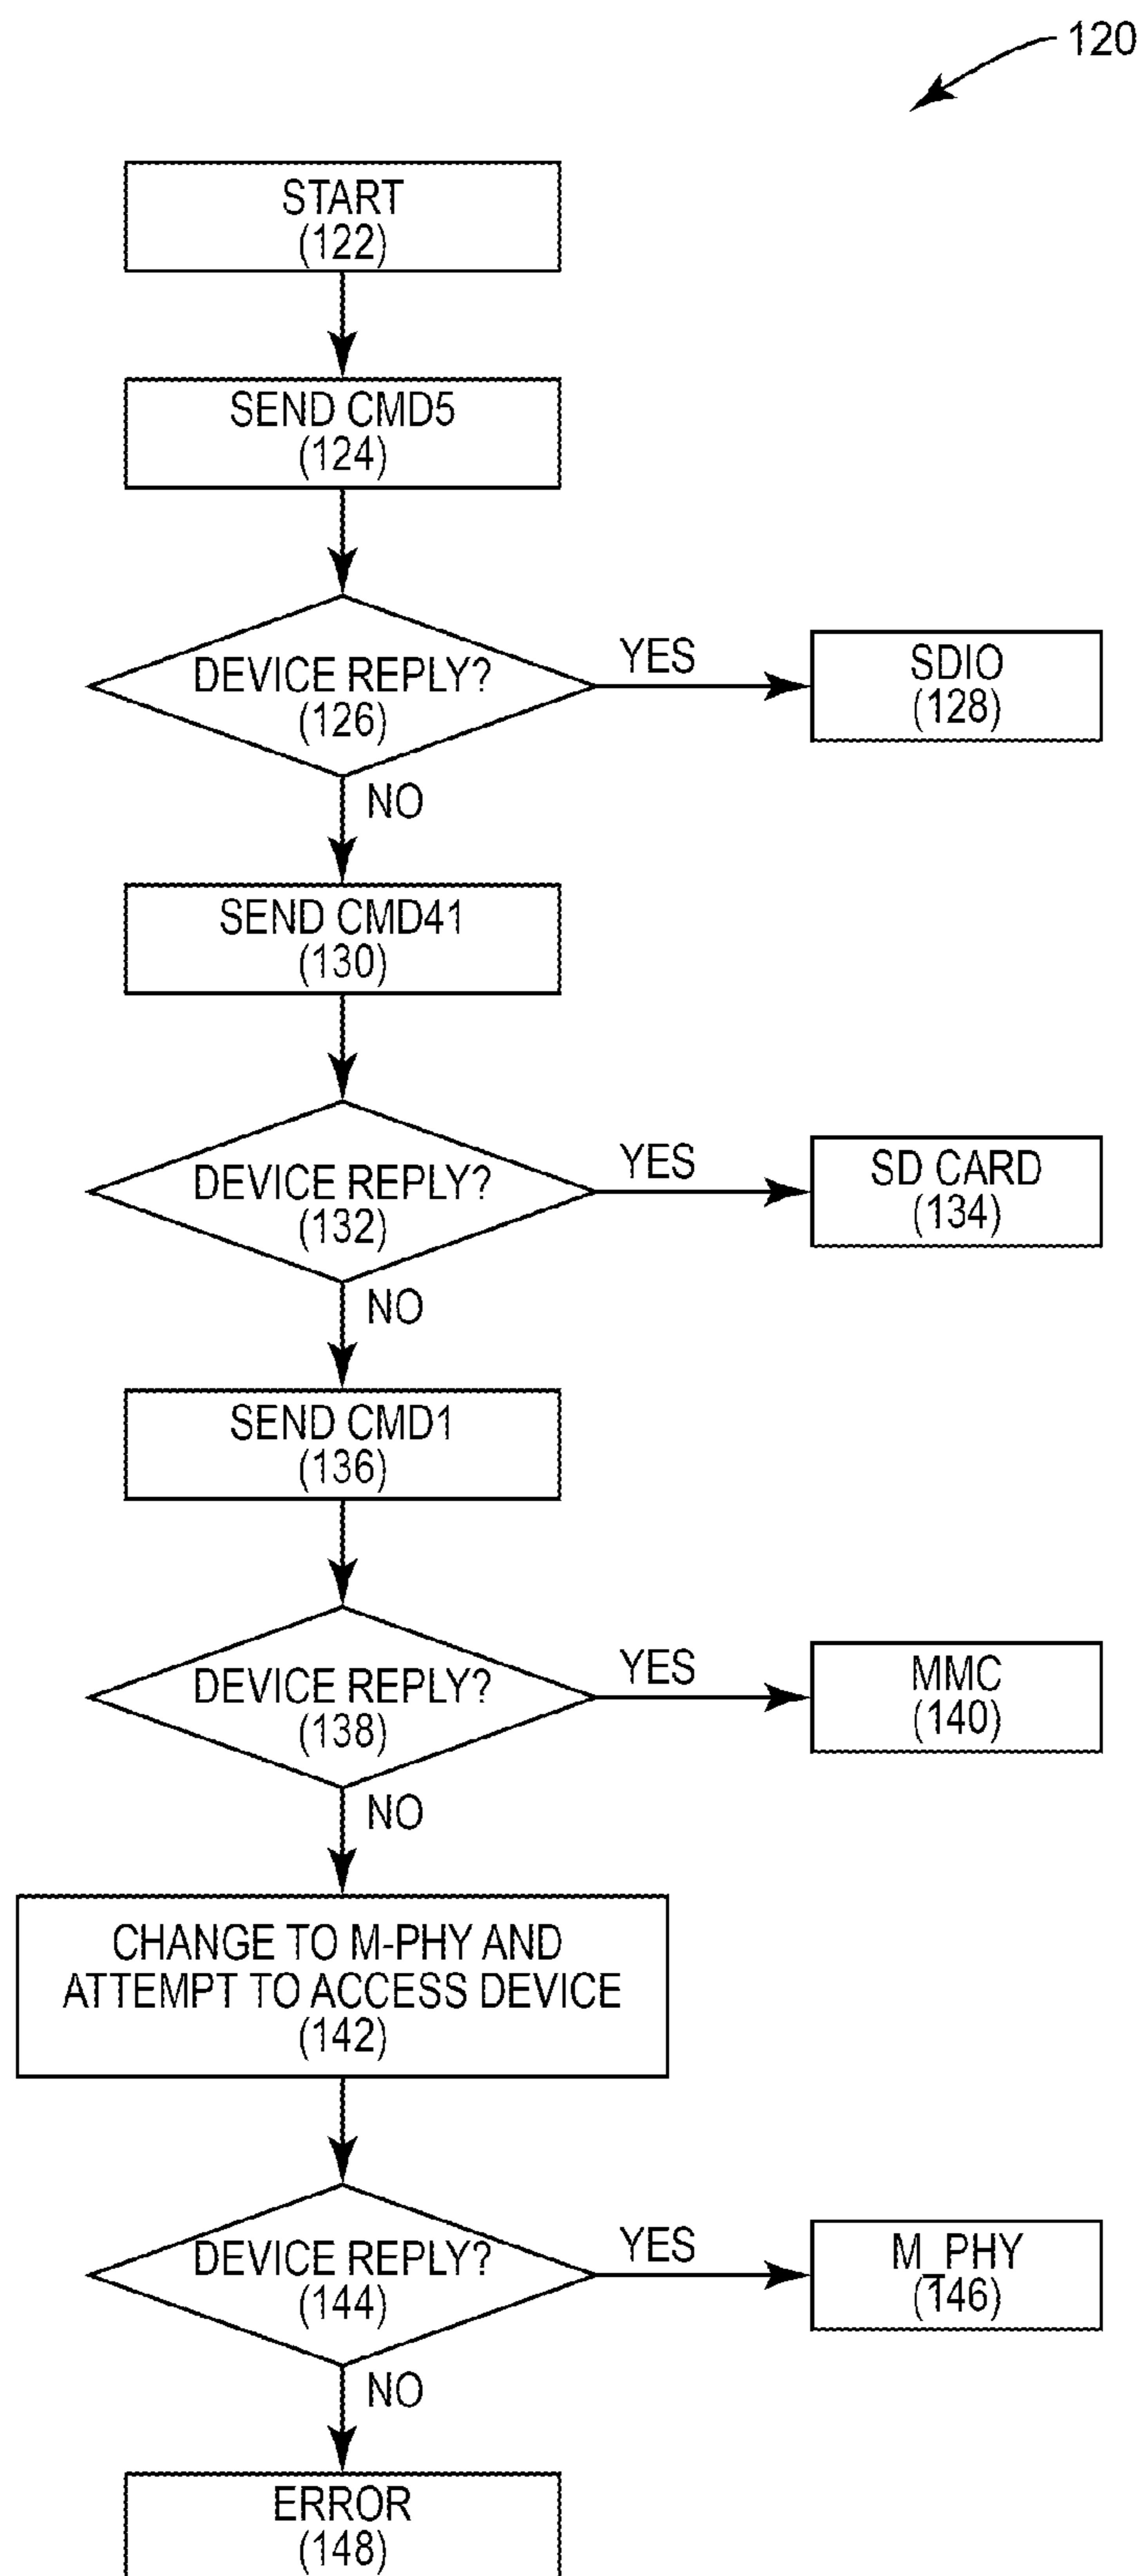 120
START
(122)
SEND CMD5
(124)
DEVICE REPLY?
(126)
YES
SDIO
(128)
NO
SEND CMD41
(130)
DEVICE REPLY?
(132)
YES
SD CARD
(134)
NO
SEND CMD1
(136)
DEVICE REPLY?
(138)
YES
MMC
(140)
NO
CHANGE TO M-PHY AND
ATTEMPT TO ACCESS DEVICE
(142)
DEVICE REPLY?
(144)
YES
M_PHY
(146)
NO
ERROR
(148)